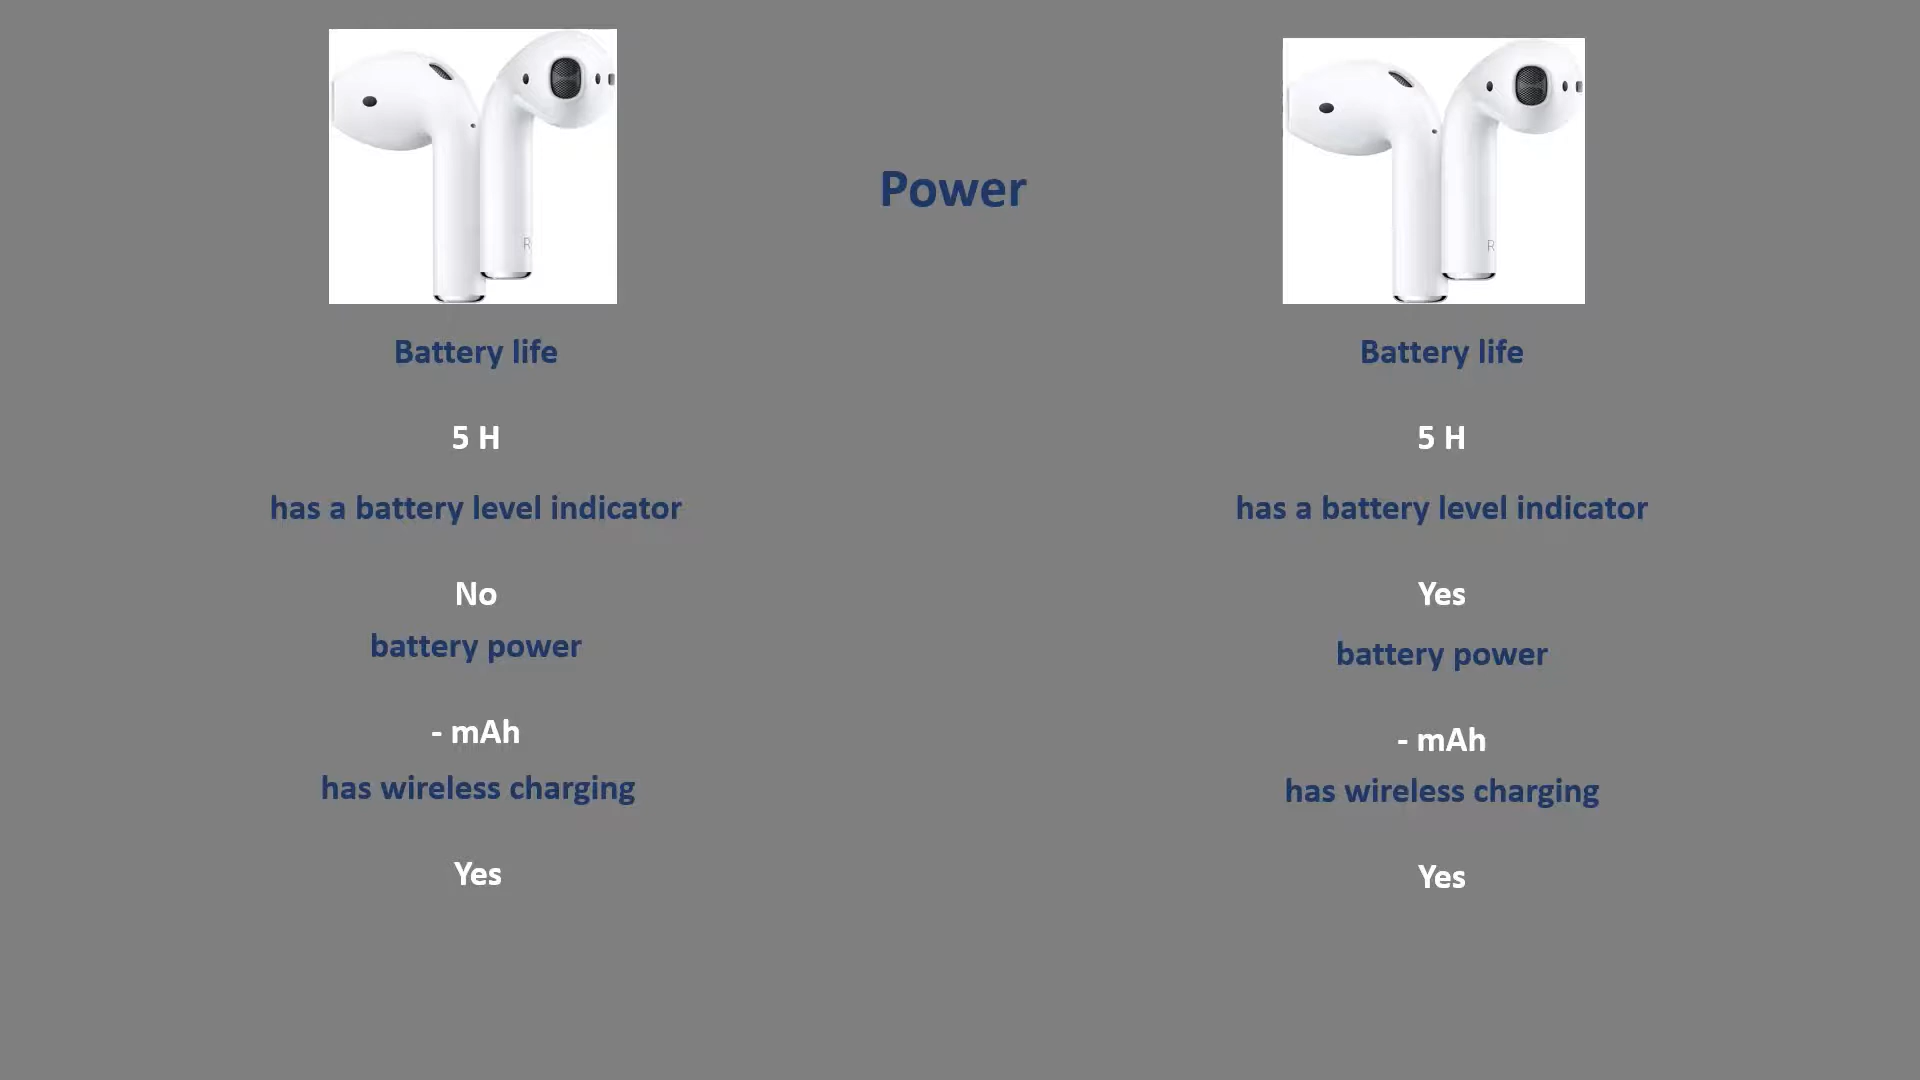 R
R
Power
Battery life
5 H
has a battery level indicator
No
battery power
- mAh
has wireless charging
Yes
Battery life
5 H
has a battery level indicator
Yes
battery power
- mAh
has wireless charging
Yes